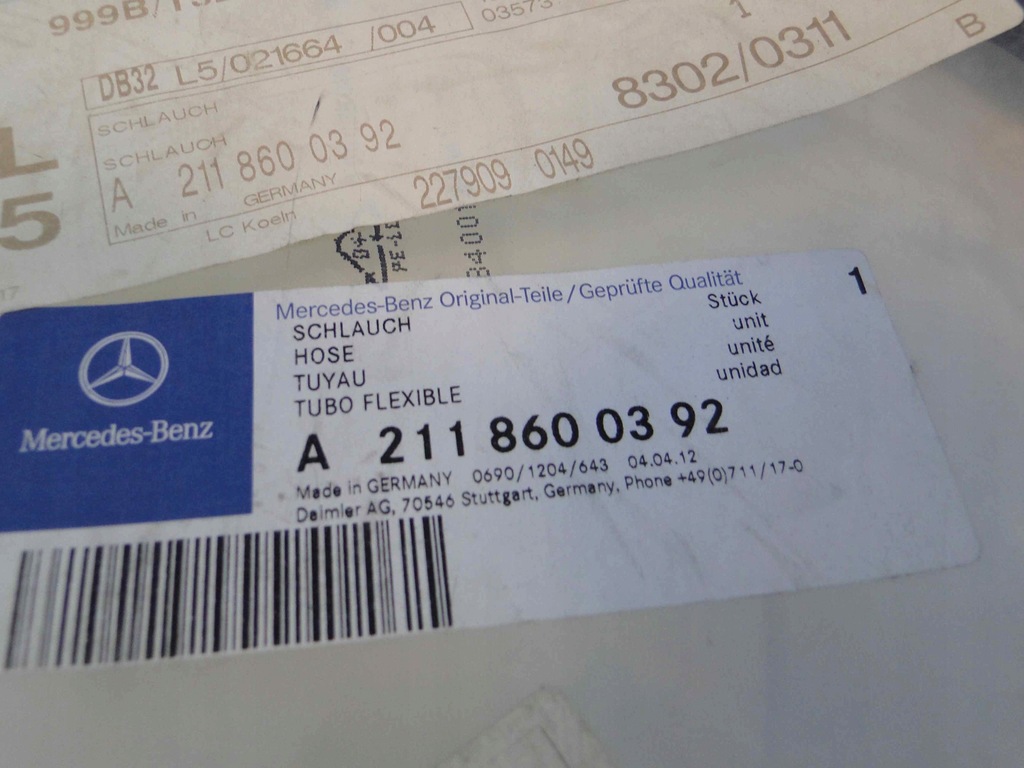 DB32 L5/021664 /004
1
SCHLAUCH
8302/0311
B
SCHLAUCH
A 211 860 03 92
Made in GERMANY
227909 0149
LC Koeln
L
5
Mercedes-Benz Original-Teile/Geprüfte Qualität
1
SCHLAUCH Stück
HOSE unit
TUYAU unité
TUBO FLEXIBLE unidad
Mercedes-Benz
A 211 860 03 92
Made in GERMANY 0690/1204/643 04.04.12
Daimler AG, 70546 Stuttgart, Germany, Phone +49(0)711/17-0